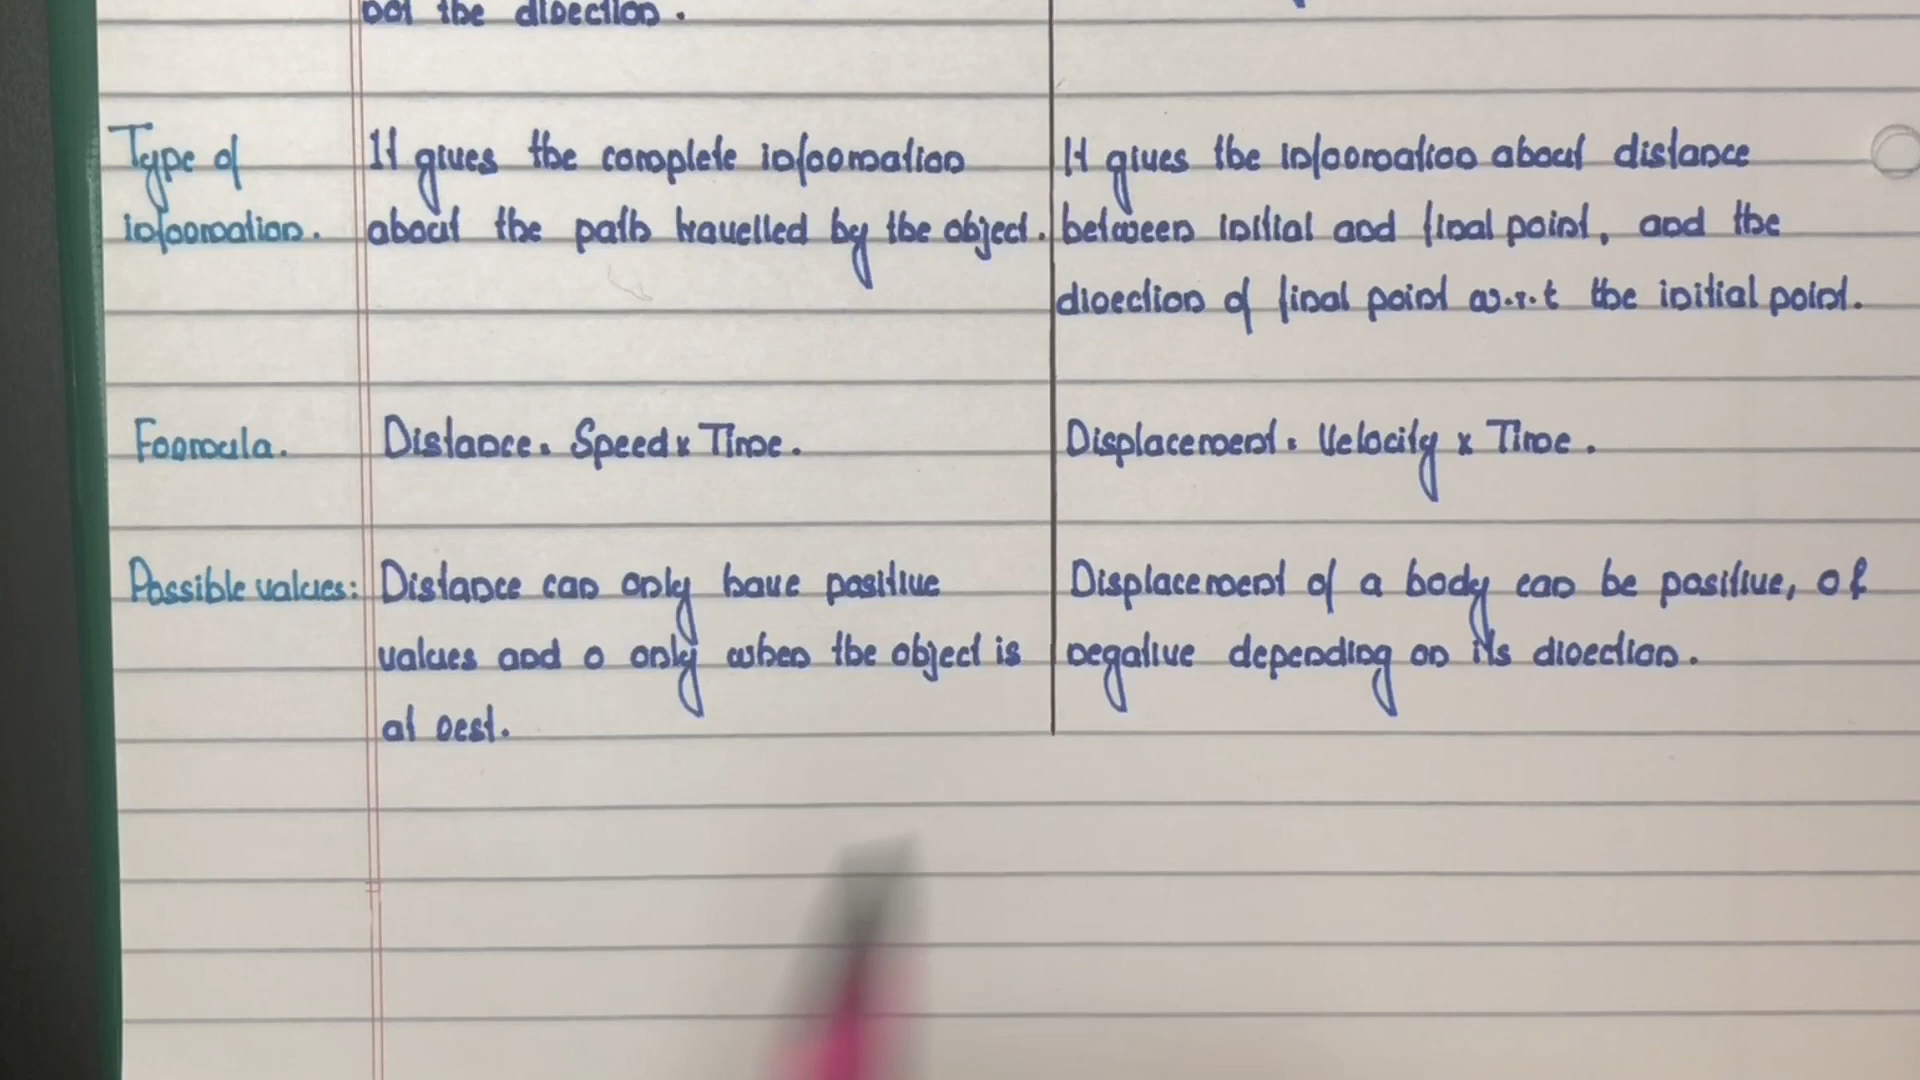 not the direction.
Type of information.
It gives the complete information
about the path travelled by the object.
It gives the information about distance
between initial and final point, and the
direction of final point w.r.t the initial point.
Formula.
Distance = Speed x Time.
Displacement = Velocity x Time.
Possible values:
Distance can only have positive
values and 0 only when the object is
at rest.
Displacement of a body can be positive, or
negative depending on its direction.